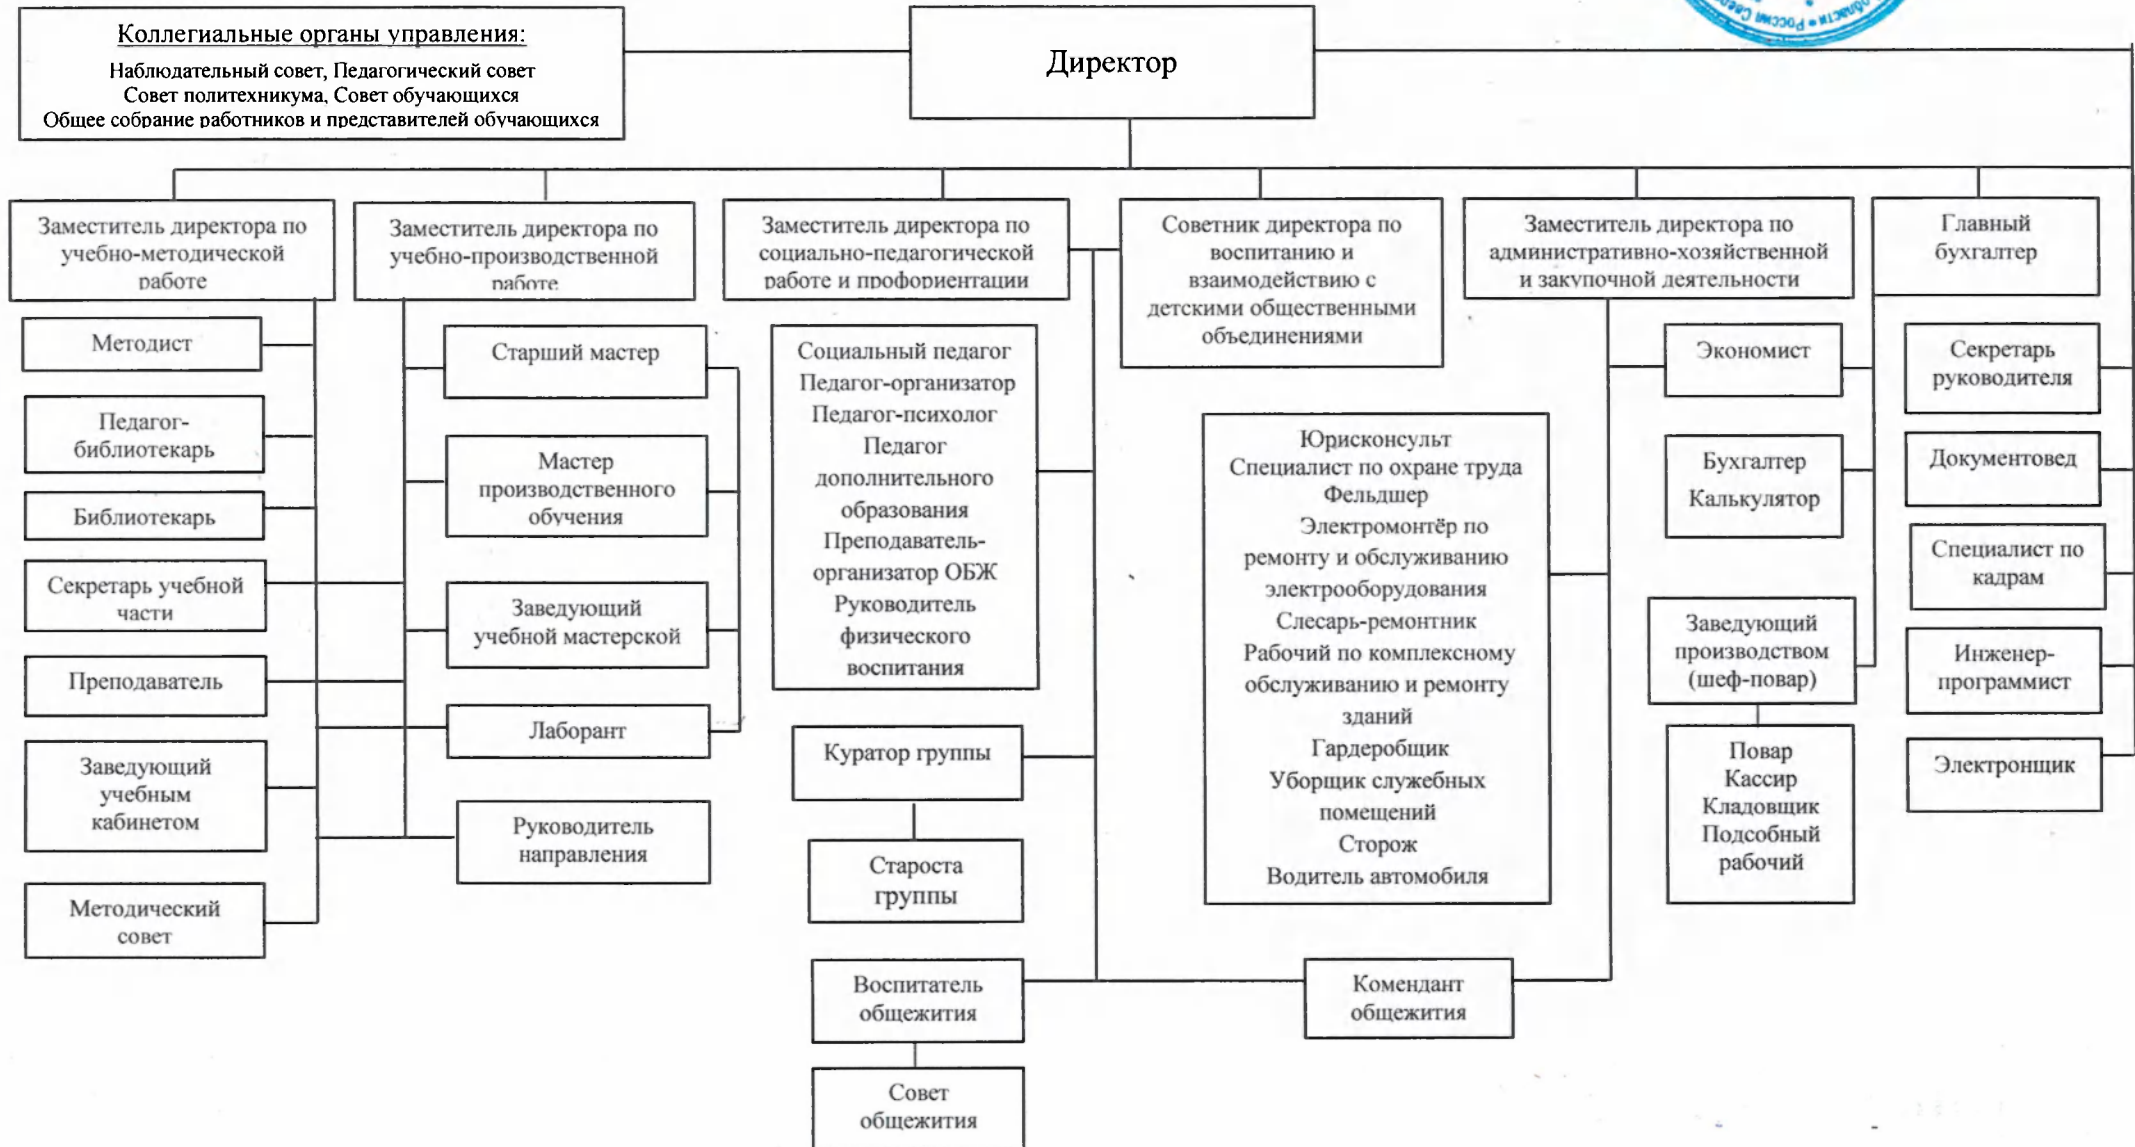 Коллегиальные органы управления:
Наблюдательный совет, Педагогический совет
Совет политехникума, Совет обучающихся
Общее собрание работников и представителей обучающихся
Директор
Заместитель директора по
учебно-методической
работе
Заместитель директора по
учебно-производственной
работе
Заместитель директора по
социально-педагогической
работе и профориентации
Советник директора по
воспитанию и
взаимодействию с
детскими общественными
объединениями
Заместитель директора по
административно-хозяйственной
и закупочной деятельности
Главный
бухгалтер
Методист
Педагог-
библиотекарь
Библиотекарь
Секретарь учебной
части
Преподаватель
Заведующий
учебным
кабинетом
Методический
совет
Старший мастер
Мастер
производственного
обучения
Заведующий
учебной мастерской
Лаборант
Руководитель
направления
Социальный педагог
Педагог-организатор
Педагог-психолог
Педагог
дополнительного
образования
Преподаватель-
организатор ОБЖ
Руководитель
физического
воспитания
Куратор группы
Староста
группы
Воспитатель
общежития
Совет
общежития
Юрисконсульт
Специалист по охране труда
Фельдшер
Электромонтёр по
ремонту и обслуживанию
электрооборудования
Слесарь-ремонтник
Рабочий по комплексному
обслуживанию и ремонту
зданий
Гардеробщик
Уборщик служебных
помещений
Сторож
Водитель автомобиля
Комендант
общежития
Экономист
Бухгалтер
Калькулятор
Заведующий
производством
(шеф-повар)
Повар
Кассир
Кладовщик
Подсобный
рабочий
Секретарь
руководителя
Документовед
Специалист по
кадрам
Инженер-
программист
Электронщик